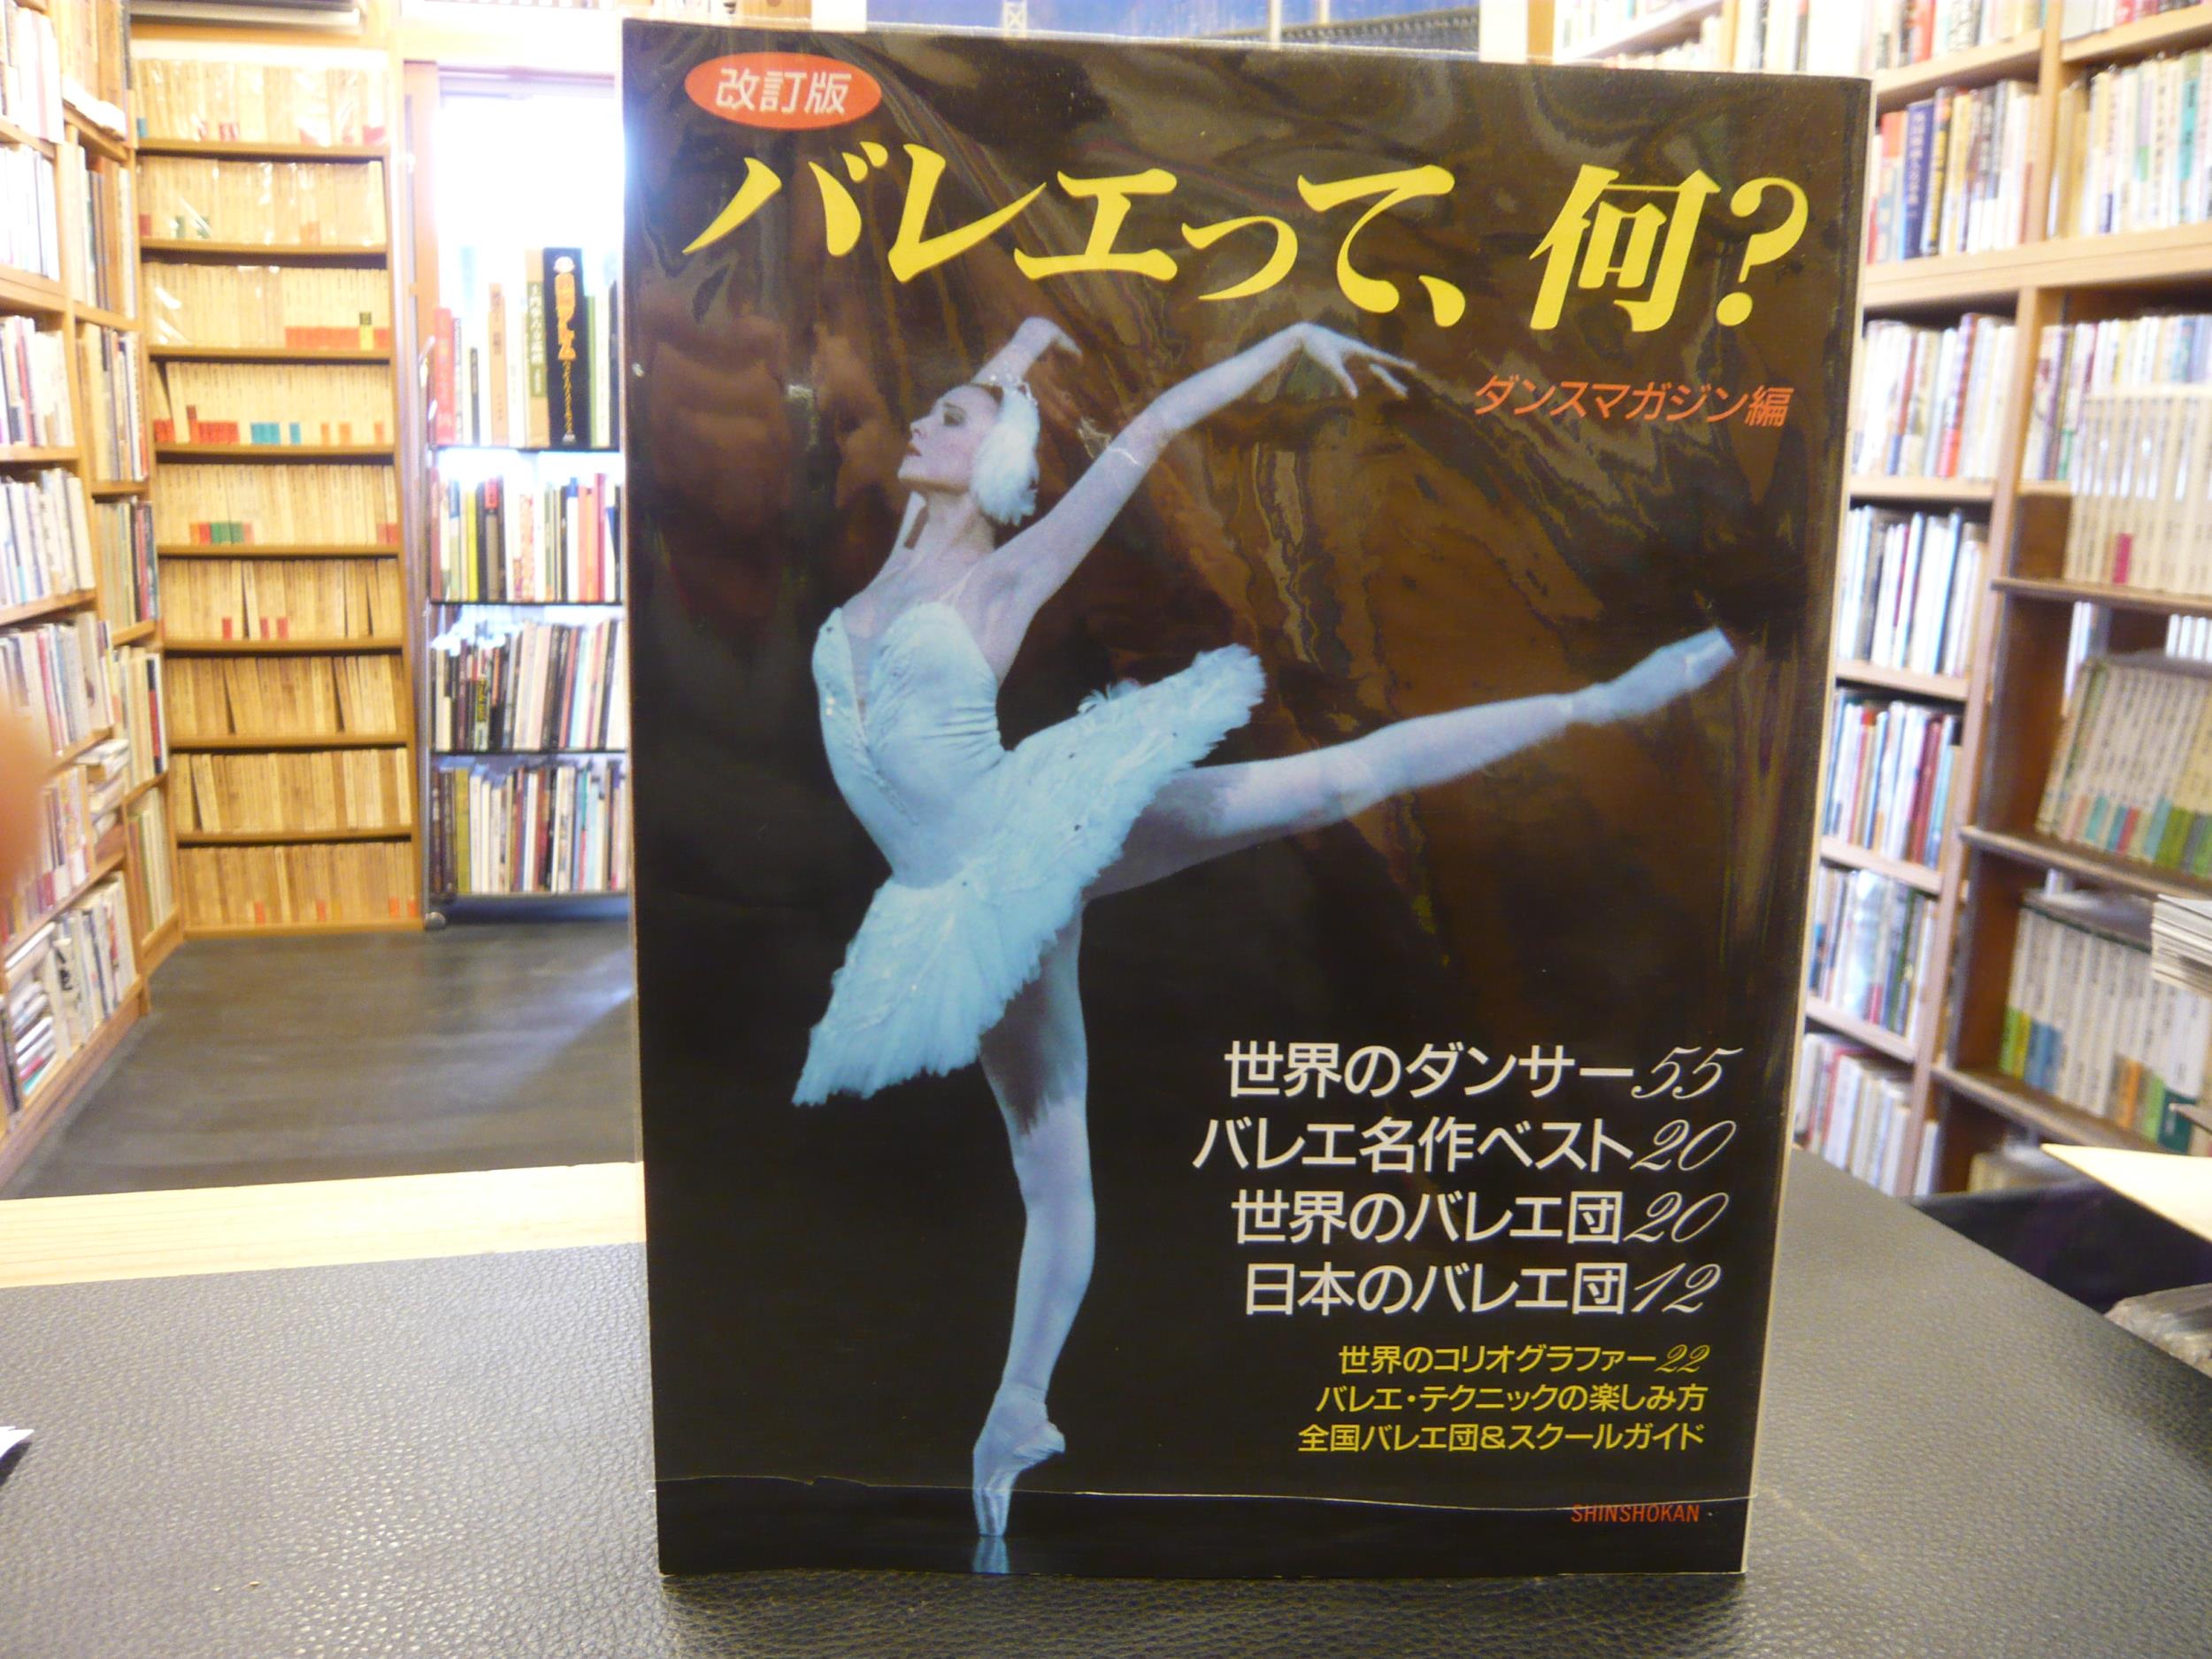 改訂版
バレエって、何?
ダンスマガジン編
世界のダンサー55
バレエ名作ベスト20
世界のバレエ団20
日本のバレエ団12
世界のコリオグラファー22
バレエ・テクニックの楽しみ方
全国バレエ団&スクールガイド
SHINSHOKAN